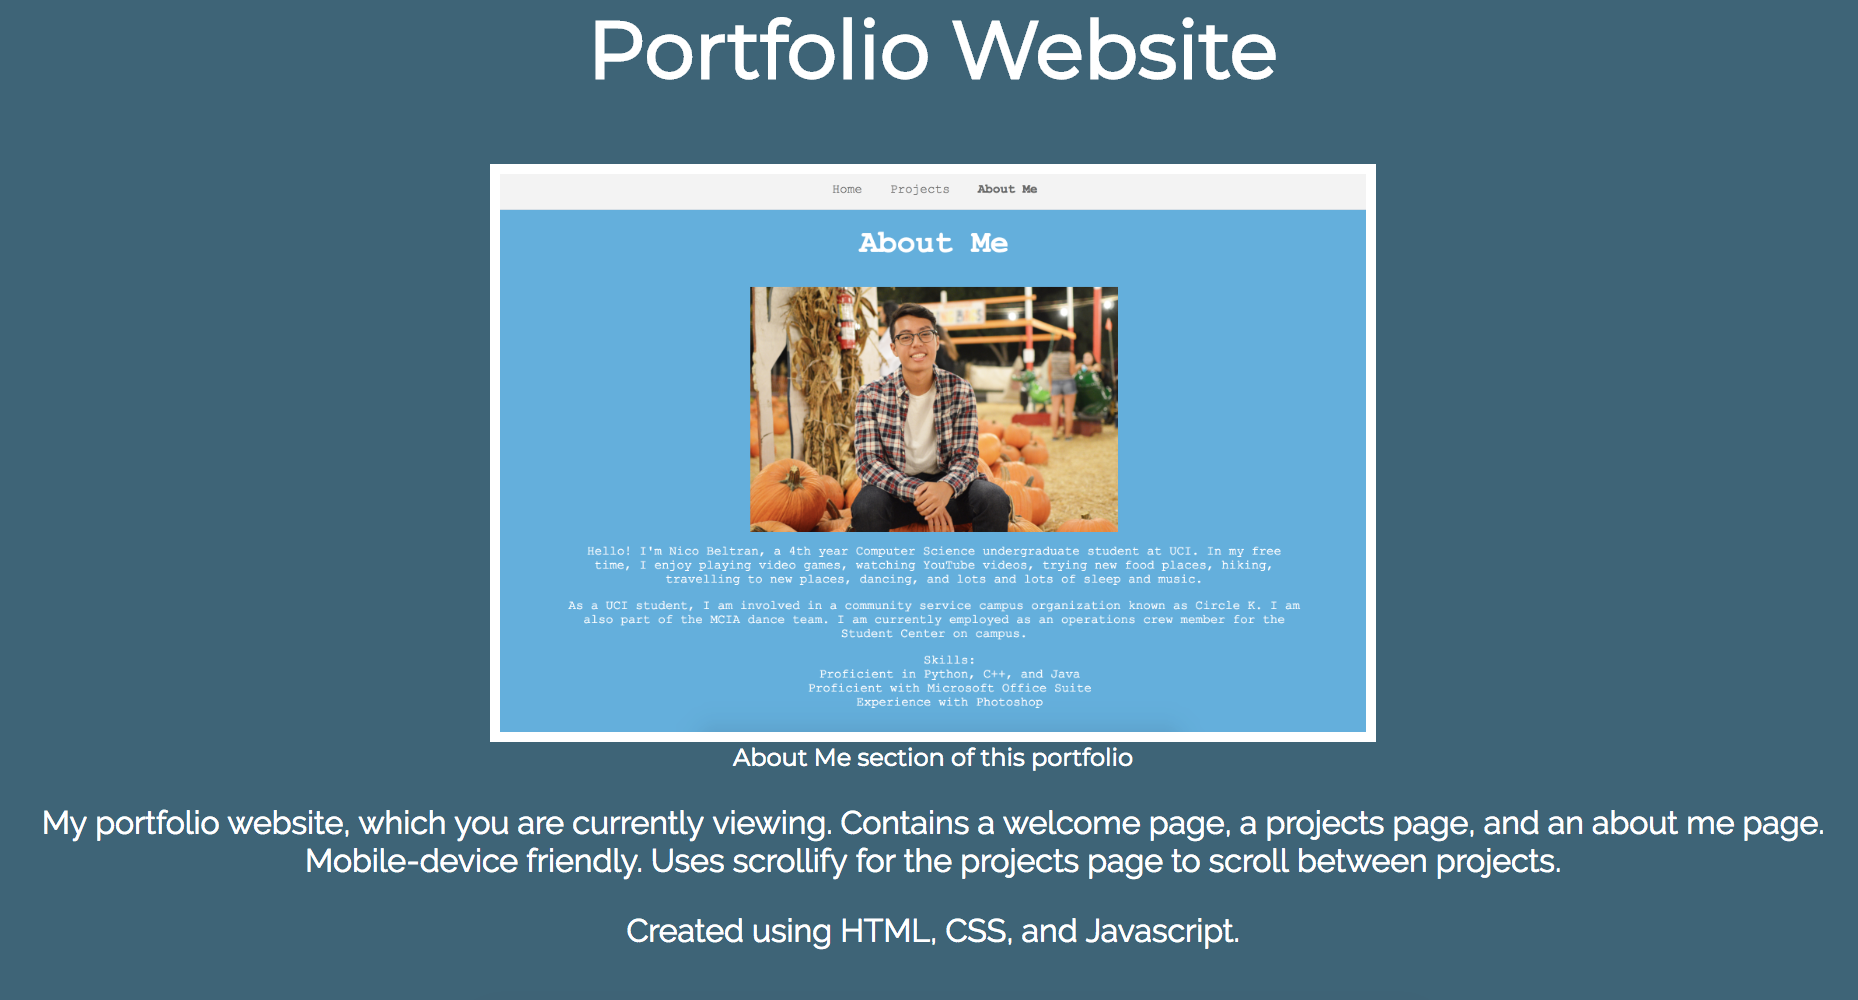 Portfolio Website
Home Projects About Me
About Me
Hello! I'm Nico Beltran, a 4th year Computer Science undergraduate student at UCI. In my free
time, I enjoy playing video games, watching YouTube videos, trying new food places, hiking,
travelling to new places, dancing, and lots and lots of sleep and music.
As a UCI student, I am involved in a community service campus organization known as Circle K. I am
also part of the MCIA dance team. I am currently employed as an operations crew member for the
Student Center on campus.
Skills:
Proficient in Python, C++, and Java
Proficient with Microsoft Office Suite
Experience with Photoshop
About Me section of this portfolio
My portfolio website, which you are currently viewing. Contains a welcome page, a projects page, and an about me page.
Mobile-device friendly. Uses scrollify for the projects page to scroll between projects.
Created using HTML, CSS, and Javascript.